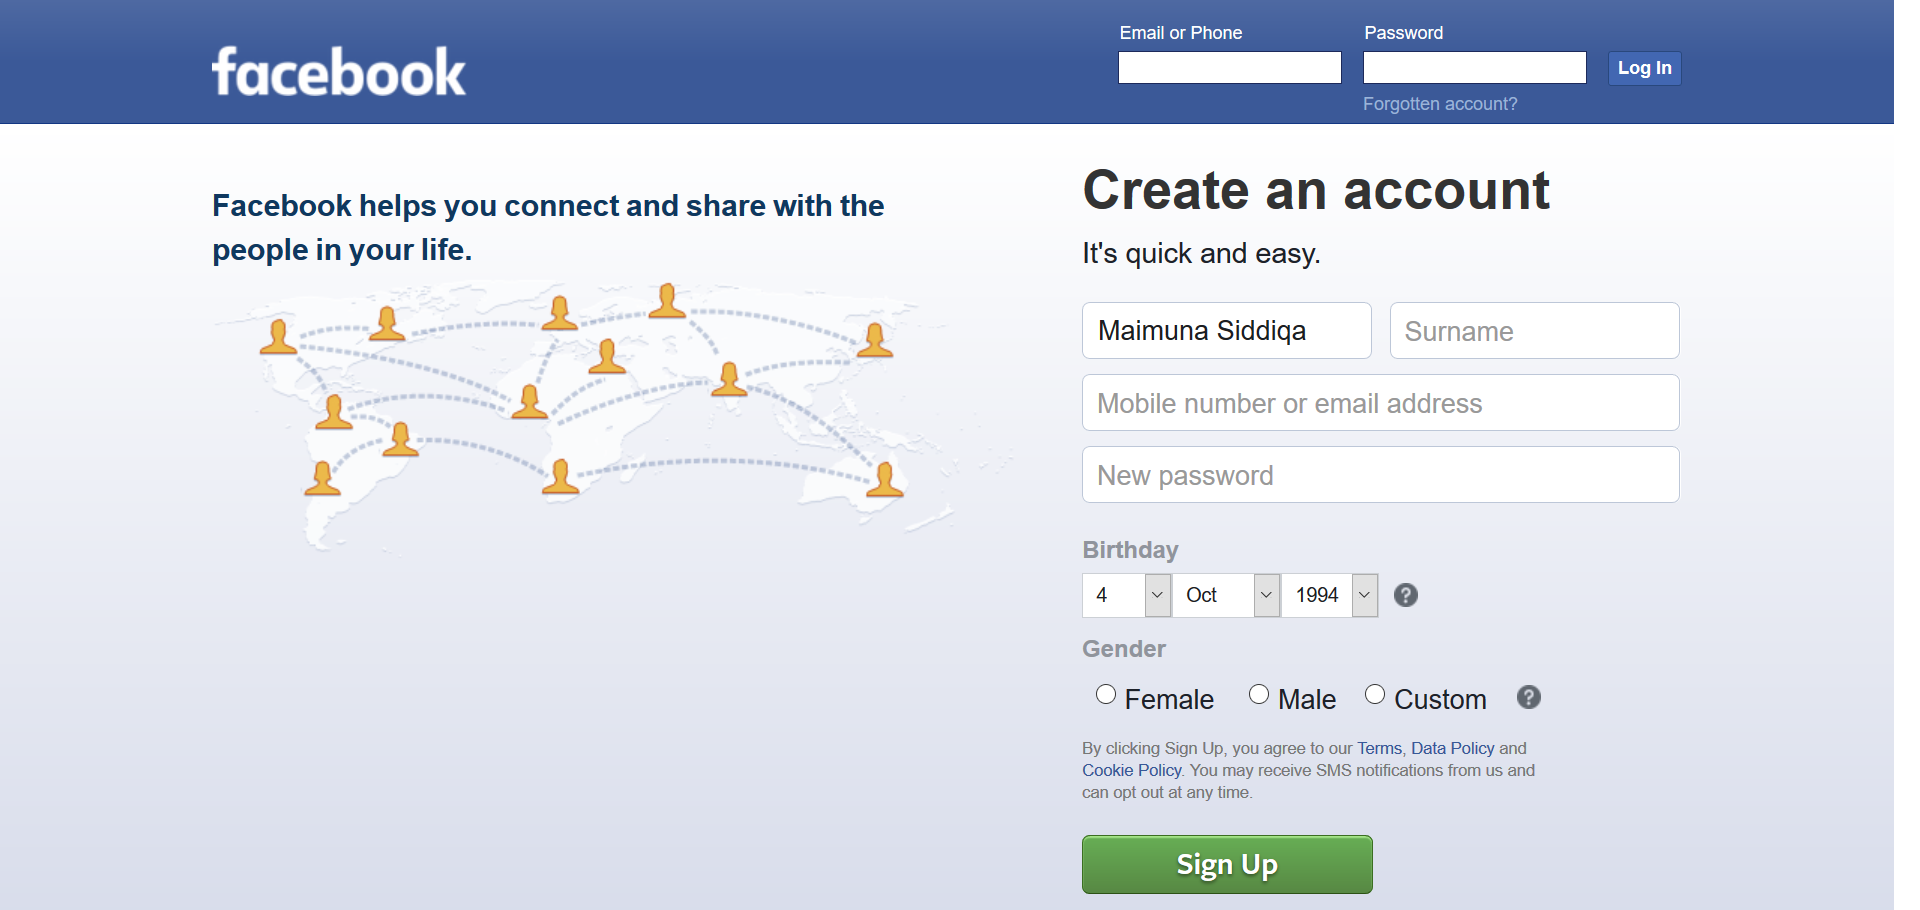 facebook
Email or Phone
Password
Log In
Forgotten account?
Facebook helps you connect and share with the
people in your life.
Create an account
It's quick and easy.
Maimuna Siddiqa
Surname
Mobile number or email address
New password
Birthday
4 Oct 1994 ?
Gender
Female Male Custom ?
By clicking Sign Up, you agree to our Terms, Data Policy and
Cookie Policy. You may receive SMS notifications from us and
can opt out at any time.
Sign Up